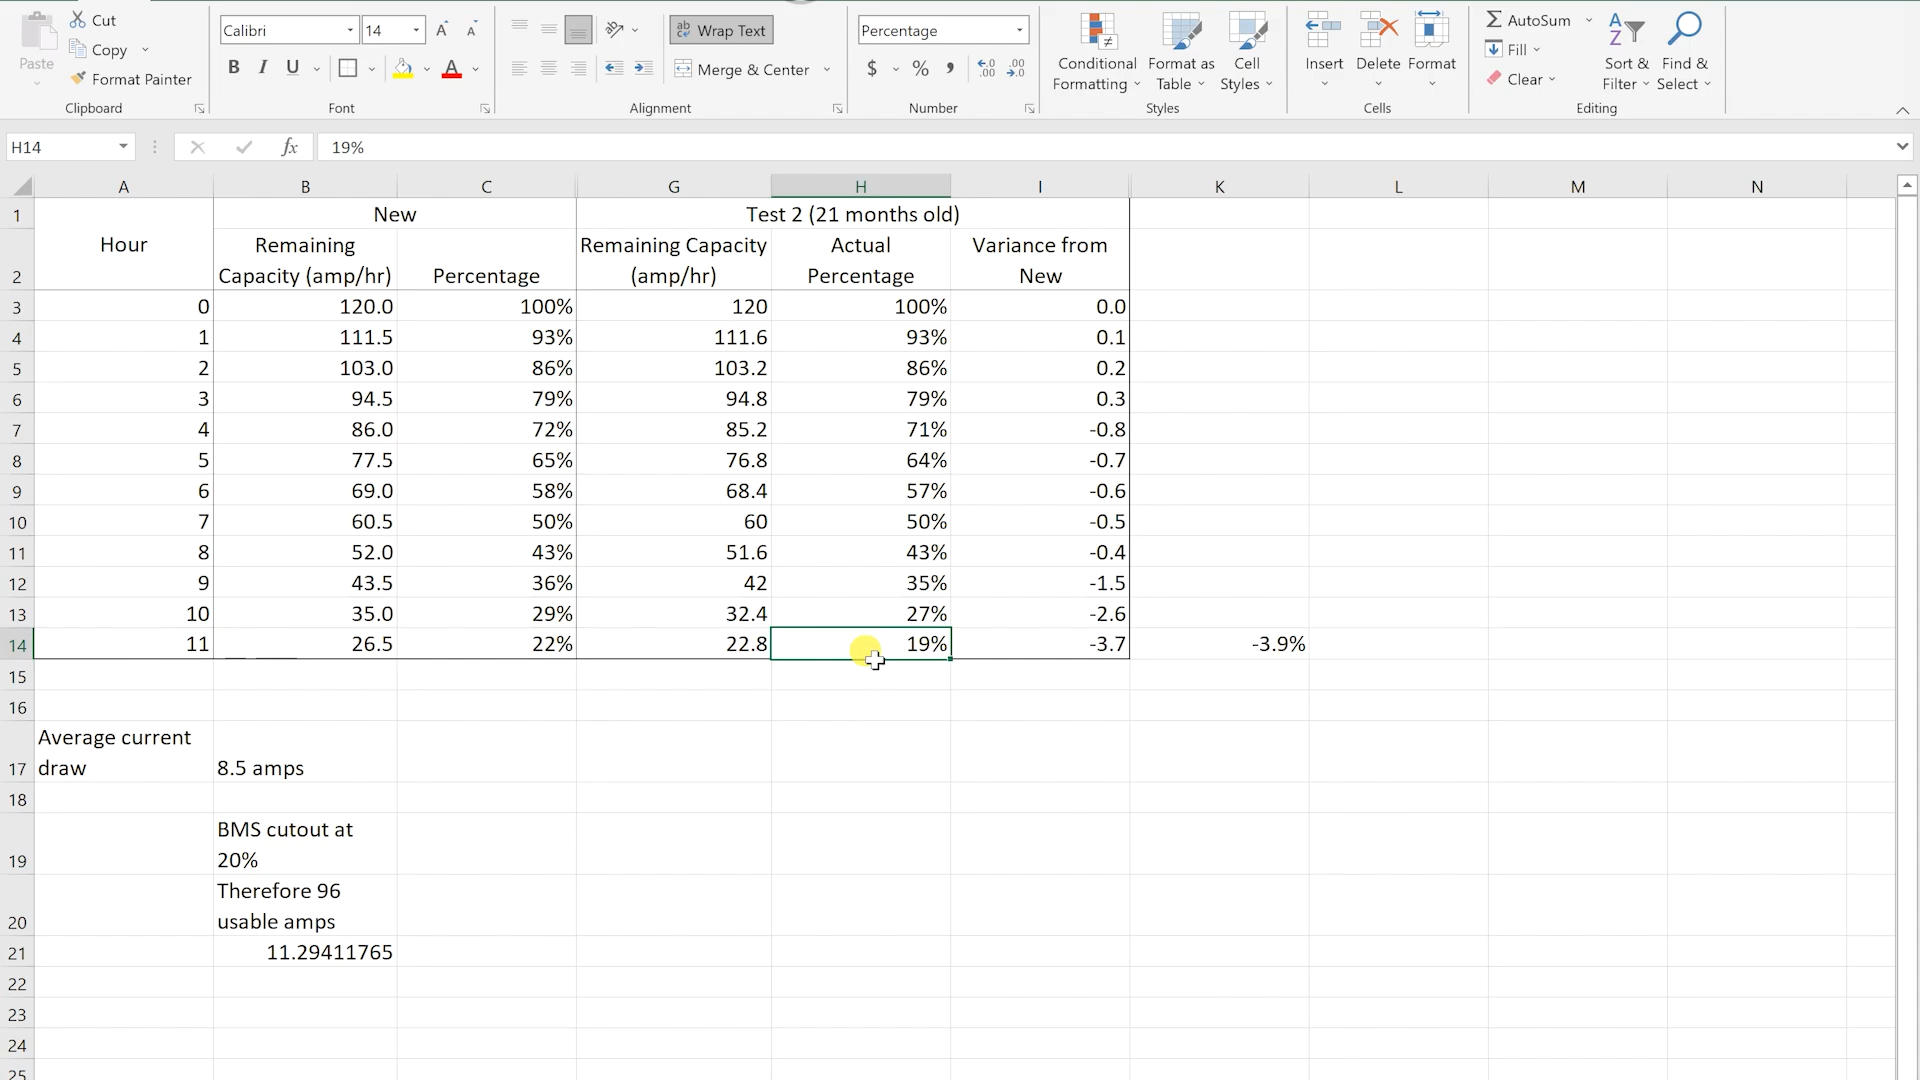 Cut
Copy
Paste
Format Painter
Clipboard
Calibri
14
A A
B I U A
Font
ab
Wrap Text
Merge & Center
Alignment
Percentage
$ % ,
Number
Conditional
Formatting
Format as
Table
Cell
Styles
Styles
Insert
Delete
Format
Cells
AutoSum
Fill
Clear
Sort &
Filter
Find &
Select
Editing
H14
fx
19%
A B C G H I K L M N
1 New Test 2 (21 months old)
Hour
Remaining
Capacity (amp/hr)
Percentage
Remaining Capacity
(amp/hr)
Actual
Percentage
Variance from
New
2
3 0 120.0 100% 120 100% 0.0
4 1 111.5 93% 111.6 93% 0.1
5 2 103.0 86% 103.2 86% 0.2
6 3 94.5 79% 94.8 79% 0.3
7 4 86.0 72% 85.2 71% -0.8
8 5 77.5 65% 76.8 64% -0.7
9 6 69.0 58% 68.4 57% -0.6
10 7 60.5 50% 60 50% -0.5
11 8 52.0 43% 51.6 43% -0.4
12 9 43.5 36% 42 35% -1.5
13 10 35.0 29% 32.4 27% -2.6
14 11 26.5 22% 22.8 19% -3.7 -3.9%
15
16
Average current
17 draw 8.5 amps
18
BMS cutout at
19 20%
Therefore 96
20 usable amps
21 11.29411765
22
23
24
25